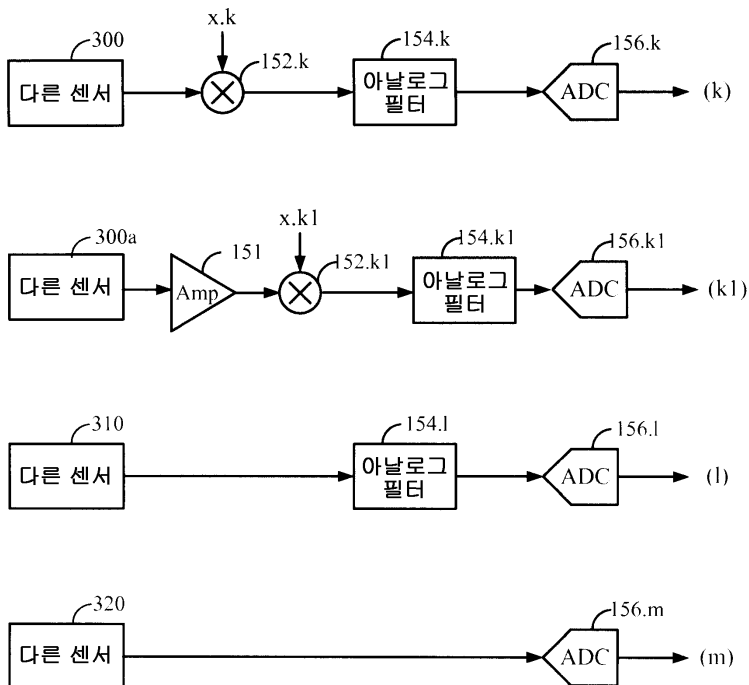 x.k
300
152.k
154.k
156.k
다른 센서
아날로그
필터
ADC
(k)
x.k1
300a
151
152.k1
154.k1
156.k1
다른 센서
Amp
아날로그
필터
ADC
(k1)
310
154.l
156.l
다른 센서
아날로그
필터
ADC
(l)
320
156.m
다른 센서
ADC
(m)